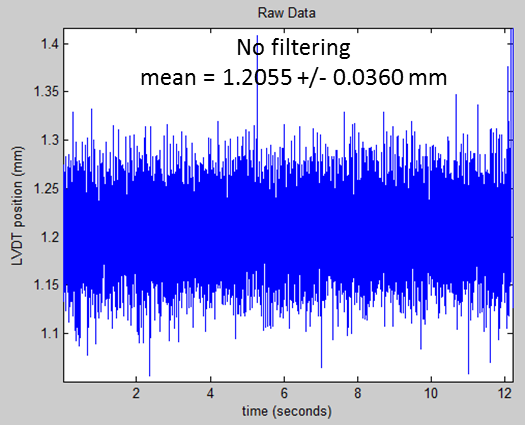 Raw Data
No filtering
mean = 1.2055 +/- 0.0360 mm
1.4
1.35
1.3
1.25
1.2
1.15
1.1
LVDT position (mm)
2 4 6 8 10 12
time (seconds)